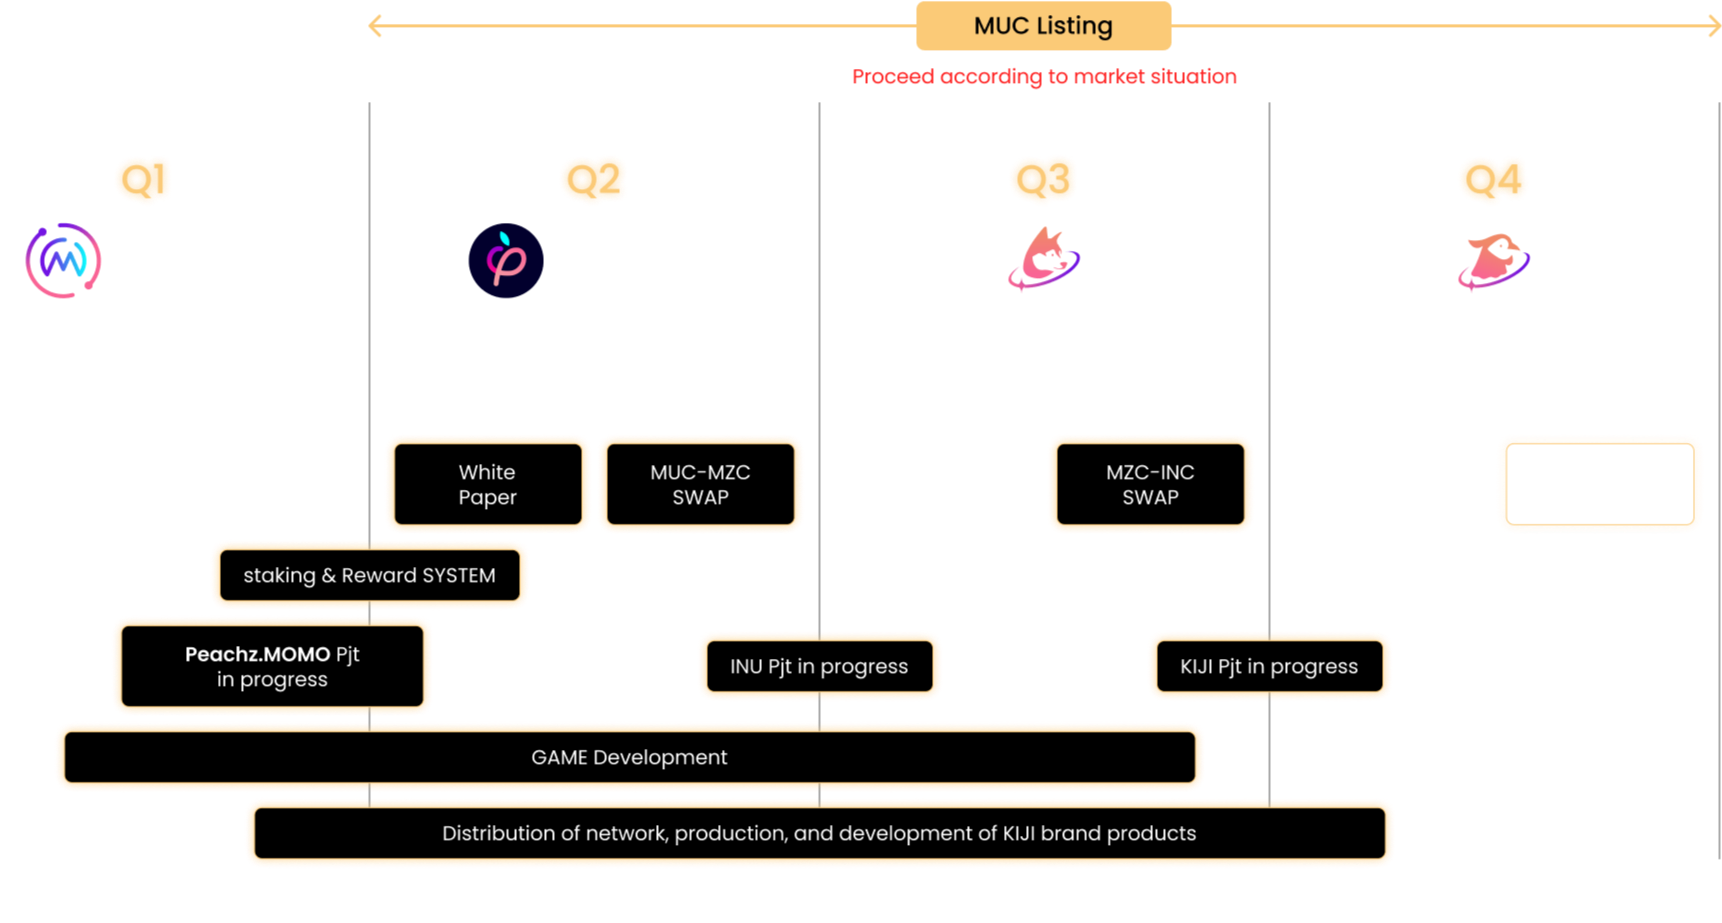 MUC Listing
Proceed according to market situation
Q1
Q2
Q3
Q4
White
Paper
MUC-MZC
SWAP
MZC-INC
SWAP
staking & Reward SYSTEM
Peachz.MOMO Pjt
in progress
INU Pjt in progress
KIJI Pjt in progress
GAME Development
Distribution of network, production, and development of KIJI brand products